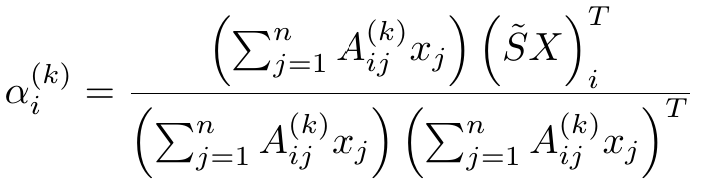 \alpha_i^{(k)} = \frac{\left(\sum_{j=1}^{n} A_{ij}^{(k)} x_j\right) \left(\tilde{S}X\right)_i^T}{\left(\sum_{j=1}^{n} A_{ij}^{(k)} x_j\right) \left(\sum_{j=1}^{n} A_{ij}^{(k)} x_j\right)^T}